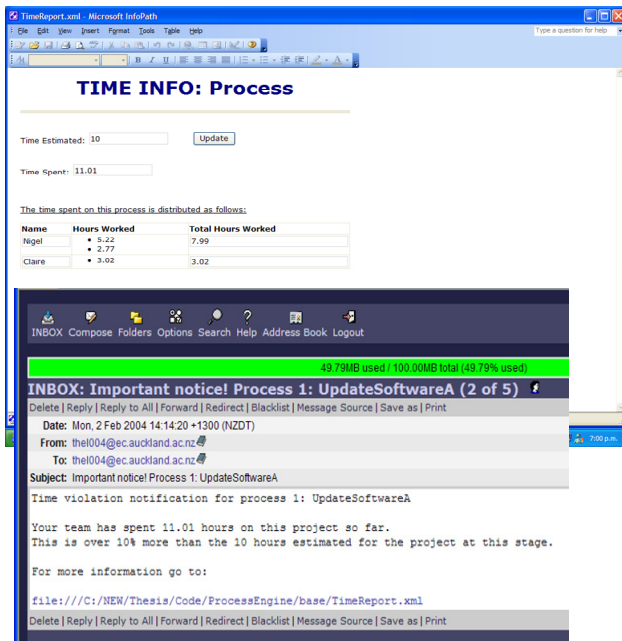 TimeReport.xml - Microsoft InfoPath
File Edit View Insert Format Tools Table Help
Type a question for help
B I U
TIME INFO: Process
Time Estimated: 10
Update
Time Spent: 11.01
The time spent on this process is distributed as follows:
Name Hours Worked Total Hours Worked
Nigel • 5.22 7.99
• 2.77
Claire • 3.02 3.02
INBOX Compose Folders Options Search Help Address Book Logout
49.79MB used / 100.00MB total (49.79% used)
INBOX: Important notice! Process 1: UpdateSoftwareA (2 of 5)
Delete | Reply | Reply to All | Forward | Redirect | Blacklist | Message Source | Save as | Print
Date: Mon, 2 Feb 2004 14:14:20 +1300 (NZDT)
From: thel004@ec.auckland.ac.nz
7:00 p.m.
To: thel004@ec.auckland.ac.nz
Subject: Important notice! Process 1: UpdateSoftwareA
Time violation notification for process 1: UpdateSoftwareA
Your team has spent 11.01 hours on this project so far.
This is over 10% more than the 10 hours estimated for the project at this stage.
For more information go to:
file:///C:/NEW/Thesis/Code/ProcessEngine/base/TimeReport.xml
Delete | Reply | Reply to All | Forward | Redirect | Blacklist | Message Source | Save as | Print